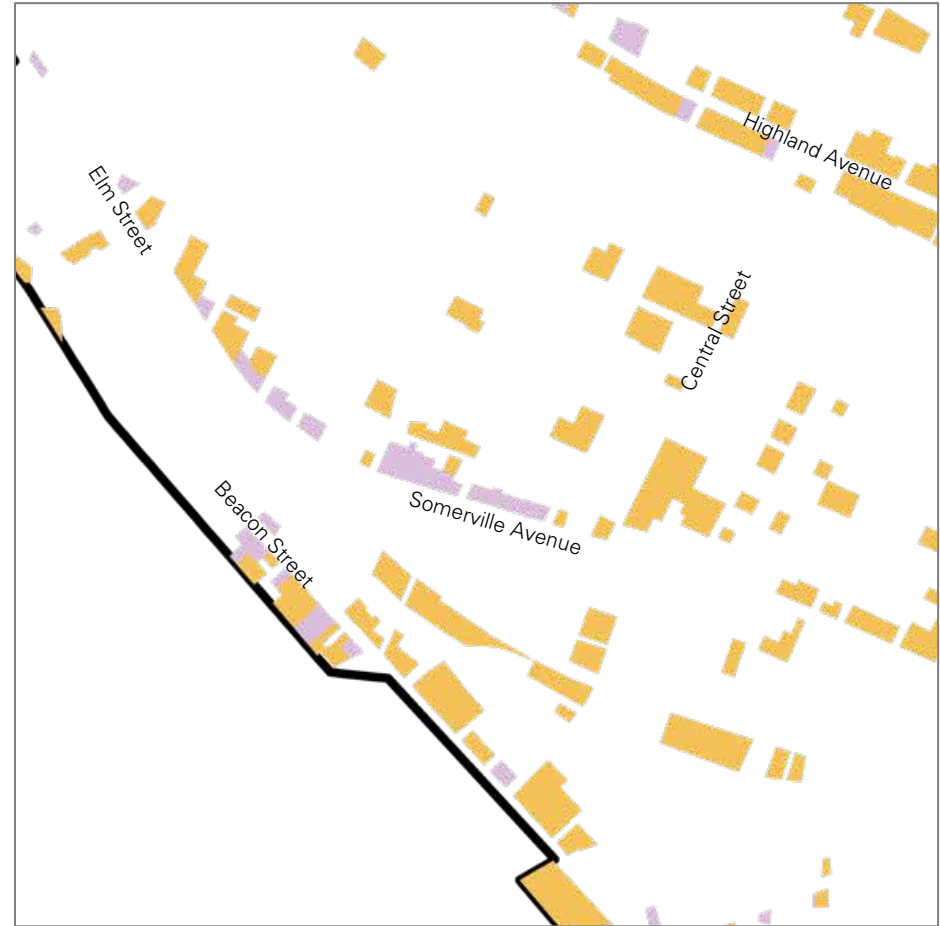 Highland Avenue
Elm Street
Central Street
Somerville Avenue
Beacon Street